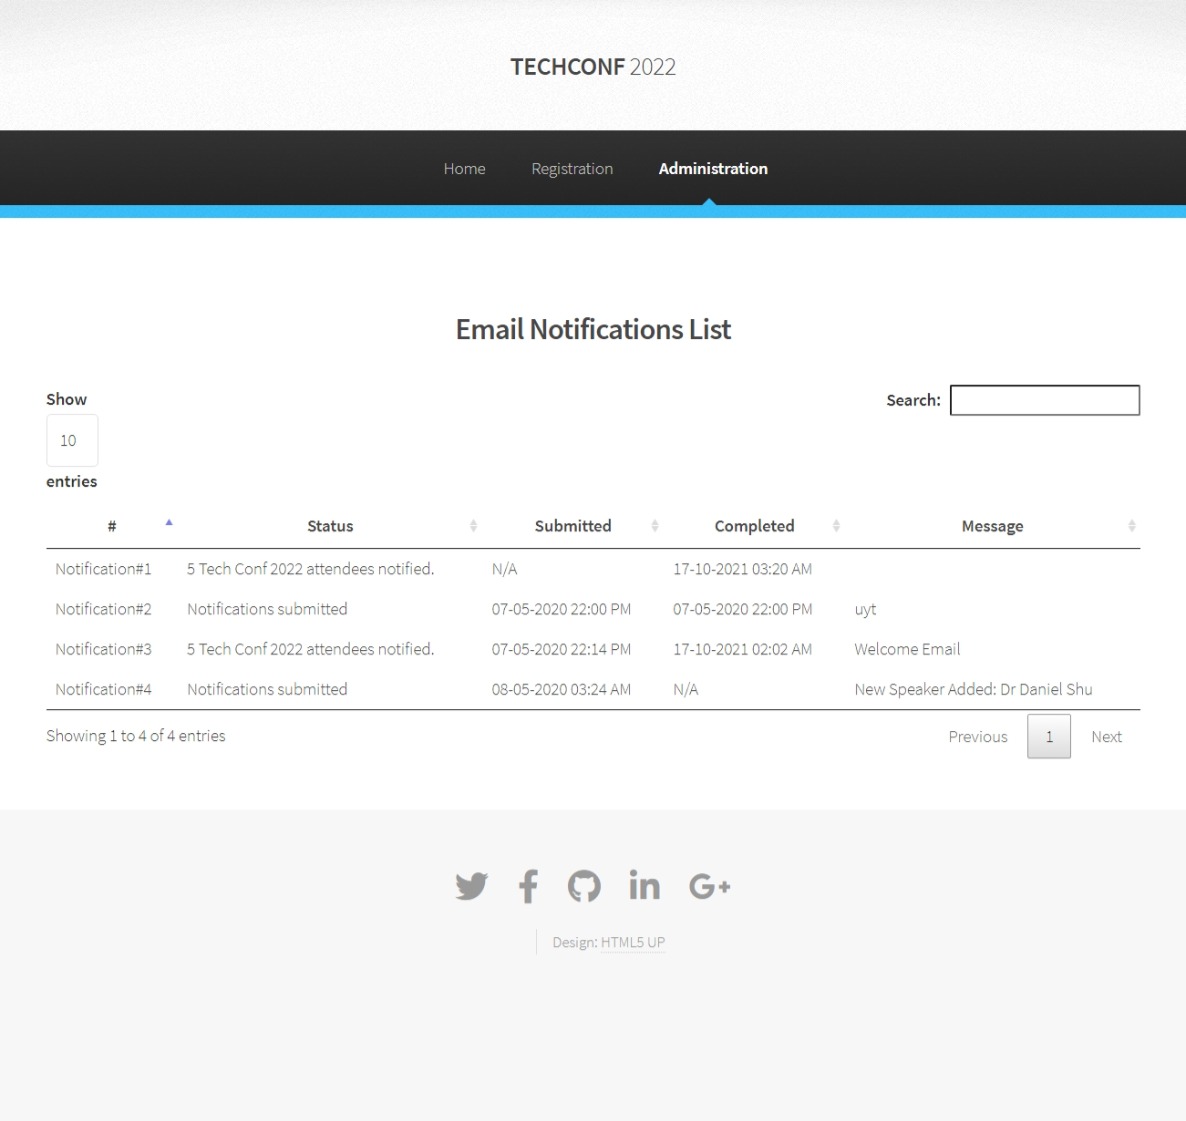 TECHCONF 2022
Home Registration Administration
Email Notifications List
Show
10
entries
Search:
# Status Submitted Completed Message
Notification#1 5 Tech Conf 2022 attendees notified. N/A 17-10-2021 03:20 AM
Notification#2 Notifications submitted 07-05-2020 22:00 PM 07-05-2020 22:00 PM uyt
Notification#3 5 Tech Conf 2022 attendees notified. 07-05-2020 22:14 PM 17-10-2021 02:02 AM Welcome Email
Notification#4 Notifications submitted 08-05-2020 03:24 AM N/A New Speaker Added: Dr Daniel Shu
Showing 1 to 4 of 4 entries
Previous 1 Next
Design: HTML5 UP